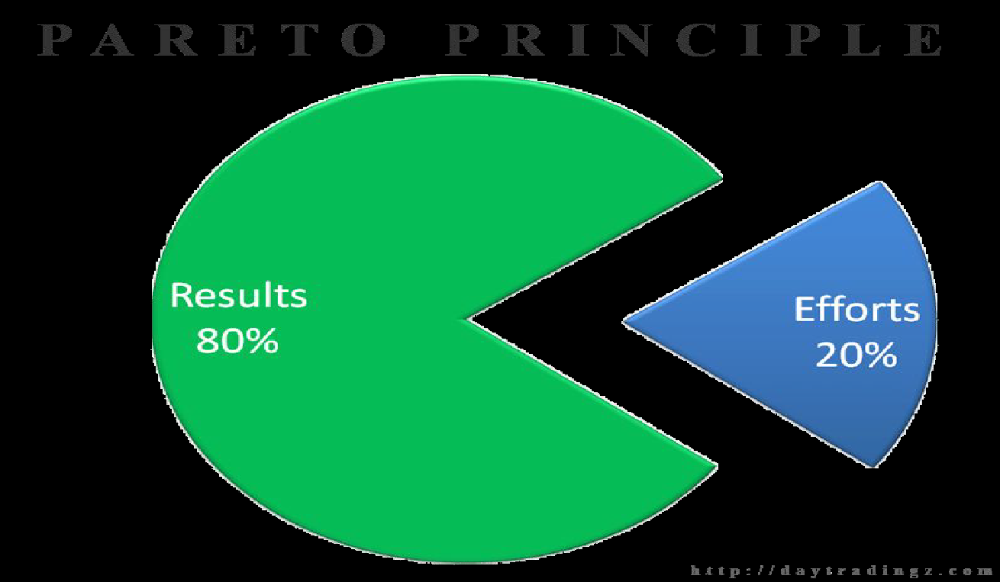 PARETO PRINCIPLE
Results
80%
Efforts
20%
http://daytradingz.com